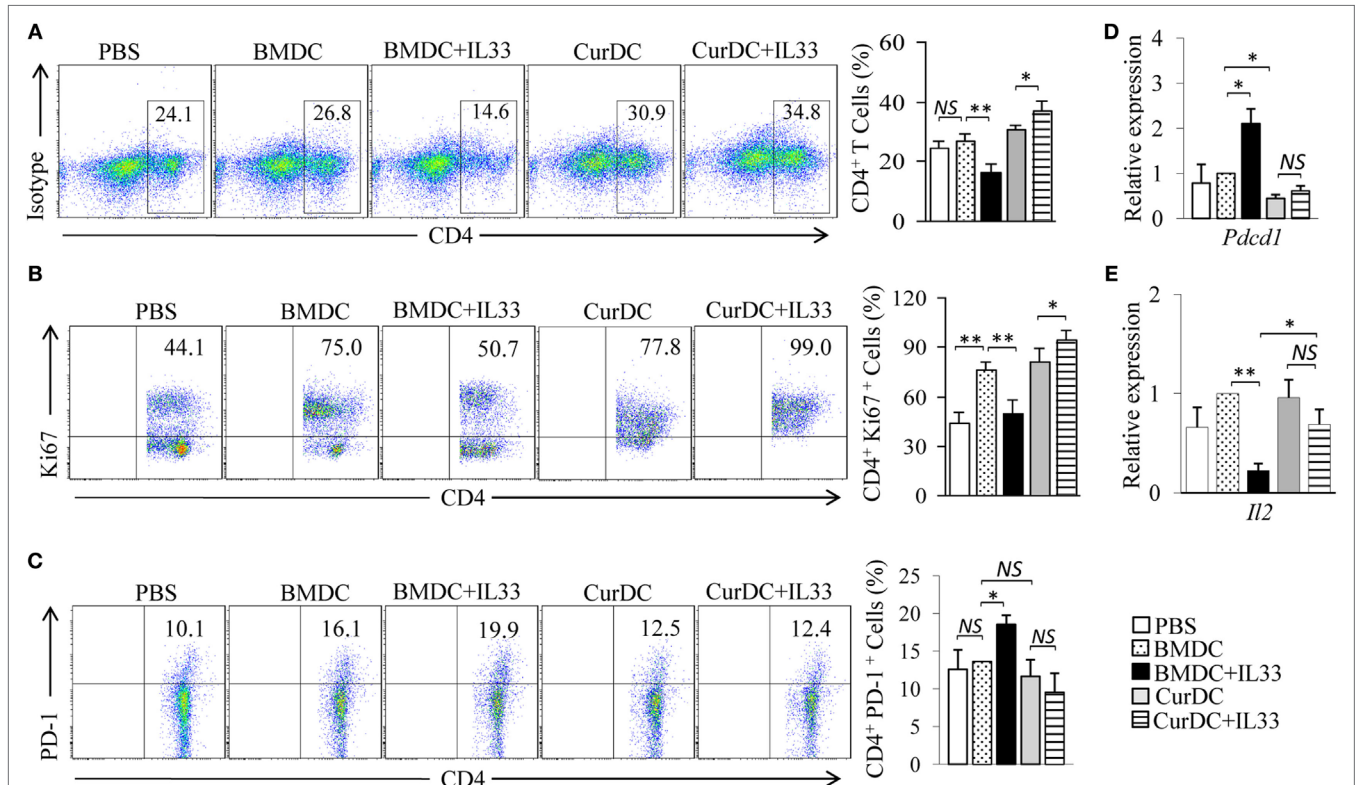 A
PBS BMDC BMDC+IL33 CurDC CurDC+IL33
24.1 26.8 14.6 30.9 34.8
Isotype
CD4
CD4⁺ T Cells (%)
60
40
20
0
NS ** *
B
PBS BMDC BMDC+IL33 CurDC CurDC+IL33
44.1 75.0 50.7 77.8 99.0
Ki67
CD4
CD4⁺ Ki67⁺ Cells (%)
120
90
60
30
0
** ** *
C
PBS BMDC BMDC+IL33 CurDC CurDC+IL33
10.1 16.1 19.9 12.5 12.4
PD-1
CD4
CD4⁺ PD-1⁺ Cells (%)
25
20
15
10
5
0
NS
NS * NS
D
Relative expression
4
3
2
1
0
*
*
NS
Pdcd1
E
Relative expression
2
1
0
*
** NS
Il2
PBS
BMDC
BMDC+IL33
CurDC
CurDC+IL33